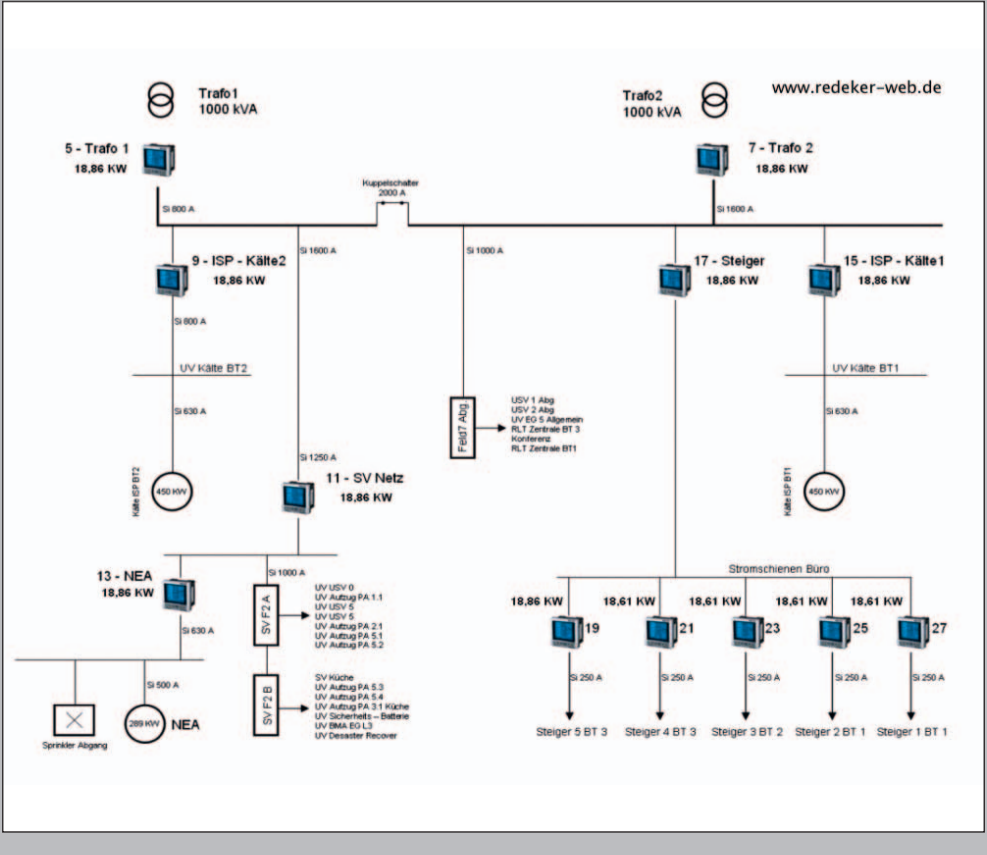 www.redeker-web.de
Trafo1
1000 kVA
Trafo2
1000 kVA
5 - Trafo 1
18,86 KW
7 - Trafo 2
18,86 KW
Kuppelschalter
2000 A
Si 800 A
Si 1600 A
Si 1600 A
Si 1000 A
9 - ISP - Kälte2
18,86 KW
17 - Steiger
18,86 KW
15 - ISP - Kälte1
18,86 KW
Si 800 A
UV Kälte BT2
UV Kälte BT1
Si 630 A
Si 630 A
Feld7 Abg
USV 1 Abg
USV 2 Abg
UV EG 5 Allgemein
RLT Zentrale BT 3
Konferenz
RLT Zentrale BT1
Si 1250 A
Kälte ISP BT2
450 KW
11 - SV Netz
18,86 KW
Kälte ISP BT1
450 KW
13 - NEA
18,86 KW
Si 1000 A
Stromschienen Büro
SV F2 A
UV USV 0
UV Aufzug PA 1.1
UV USV 5
UV USV 5
UV Aufzug PA 2.1
UV Aufzug PA 5.1
UV Aufzug PA 5.2
18,86 KW
18,61 KW
18,61 KW
18,61 KW
18,61 KW
19
21
23
25
27
Si 630 A
Si 500 A
Si 250 A
Si 250 A
Si 250 A
Si 250 A
Si 250 A
SV F2 B
SV Küche
UV Aufzug PA 5.3
UV Aufzug PA 5.4
UV Aufzug PA 3.1 Küche
UV Sicherheits – Batterie
UV BMA EG L3
UV Desaster Recover
289 KW
NEA
Sprinkler Abgang
Steiger 5 BT 3
Steiger 4 BT 3
Steiger 3 BT 2
Steiger 2 BT 1
Steiger 1 BT 1